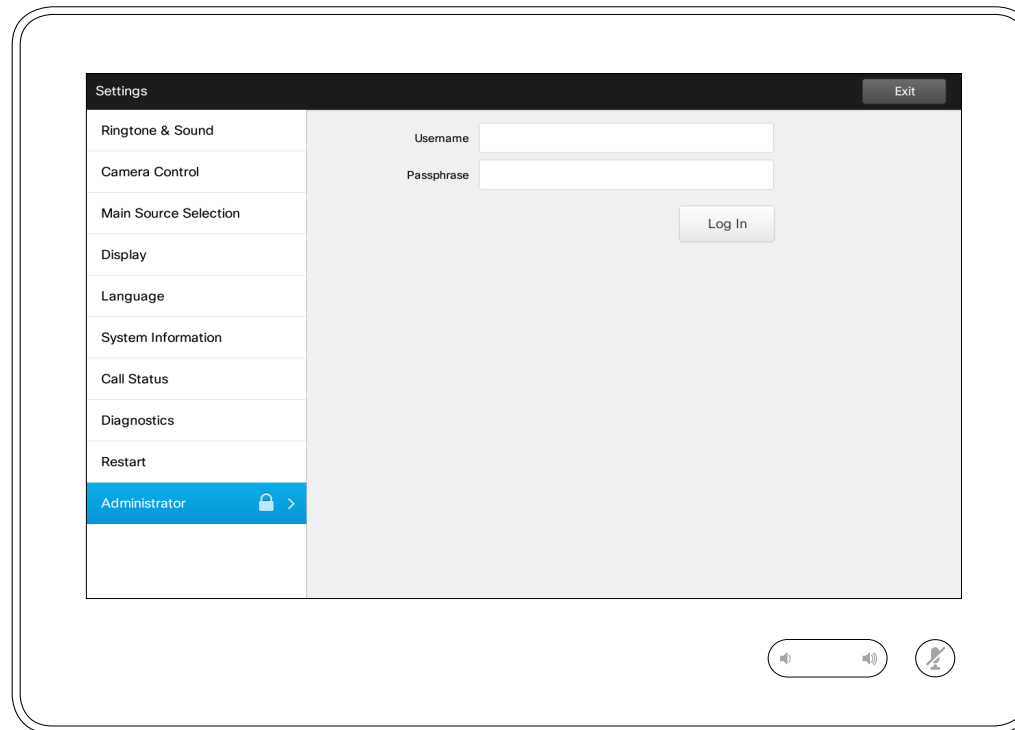 Settings
Exit
Ringtone & Sound
Username
Camera Control
Passphrase
Main Source Selection
Log In
Display
Language
System Information
Call Status
Diagnostics
Restart
Administrator